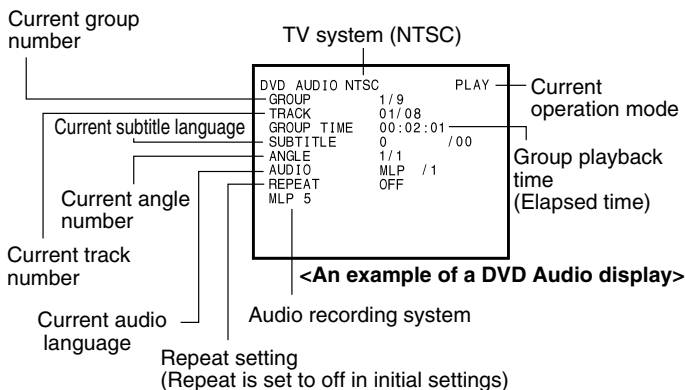 Current group
number
TV system (NTSC)
DVD AUDIO NTSC PLAY
GROUP 1/9
TRACK 01/08
GROUP TIME 00:02:01
SUBTITLE 0 /00
ANGLE 1/1
AUDIO MLP /1
REPEAT OFF
MLP 5
Current
operation mode
Current subtitle language
Group playback
time
(Elapsed time)
Current angle
number
Current track
number
<An example of a DVD Audio display>
Current audio
language
Audio recording system
Repeat setting
(Repeat is set to off in initial settings)